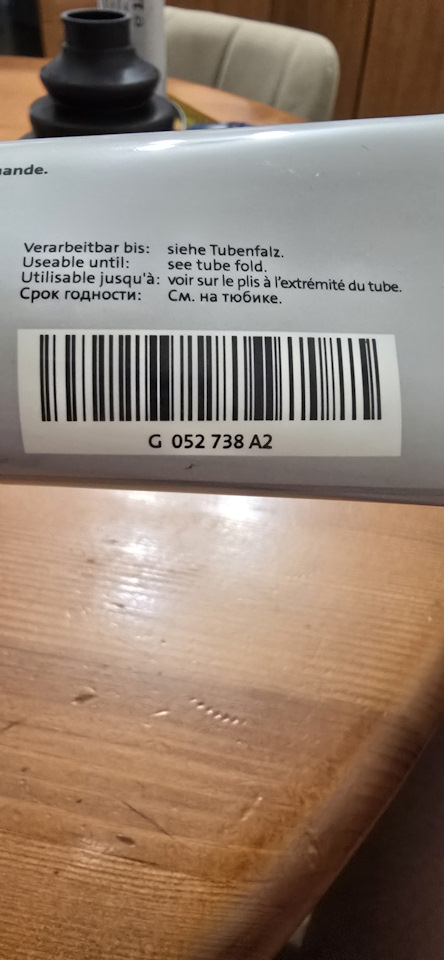 ande.
Verarbeitbar bis: siehe Tubenfalz.
Useable until: see tube fold.
Utilisable jusqu'à: voir sur le plis à l'extrémité du tube.
Срок годности: См. на тюбике.
G 052 738 A2